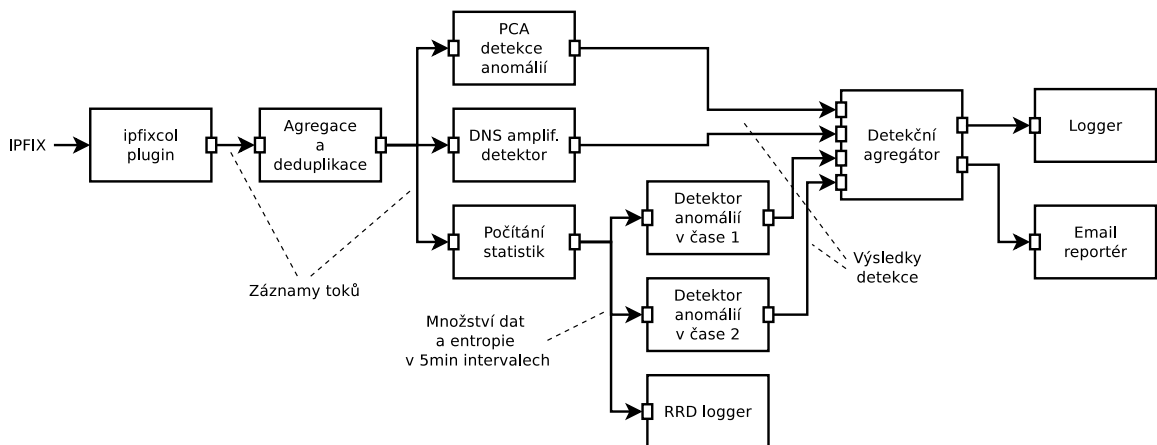 IPFIX
ipfixcol
plugin
Agregace
a
deduplikace
PCA
detekce
anomálií
DNS amplif.
detektor
Počítání
statistik
Záznamy toků
Detektor
anomálií
v čase 1
Detektor
anomálií
v čase 2
RRD logger
Množství dat
a entropie
v 5min intervalech
Detekční
agregátor
Výsledky
detekce
Logger
Email
reportér